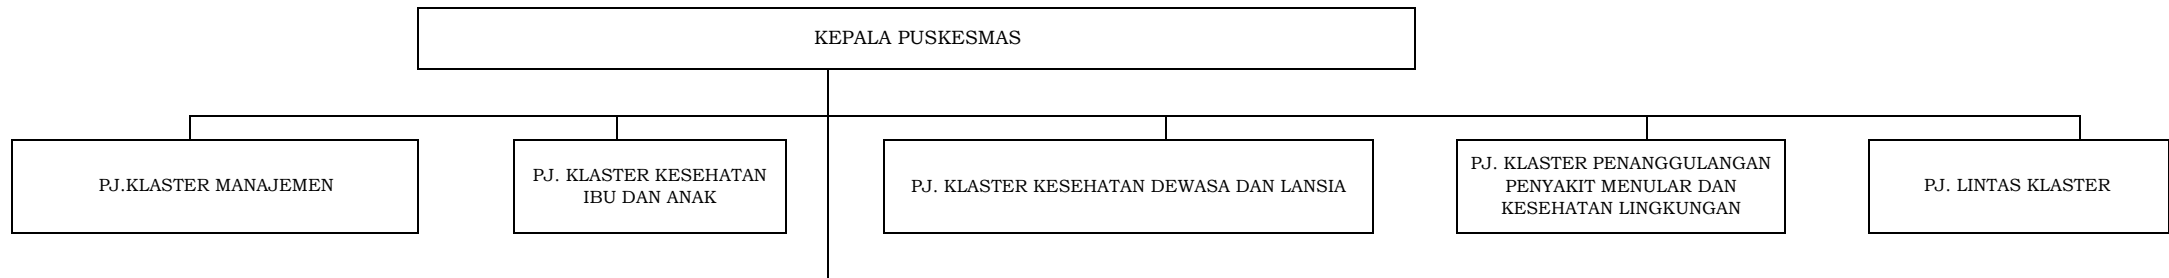 KEPALA PUSKESMAS
PJ.KLASTER MANAJEMEN
PJ. KLASTER KESEHATAN
IBU DAN ANAK
PJ. KLASTER KESEHATAN DEWASA DAN LANSIA
PJ. KLASTER PENANGGULANGAN
PENYAKIT MENULAR DAN
KESEHATAN LINGKUNGAN
PJ. LINTAS KLASTER